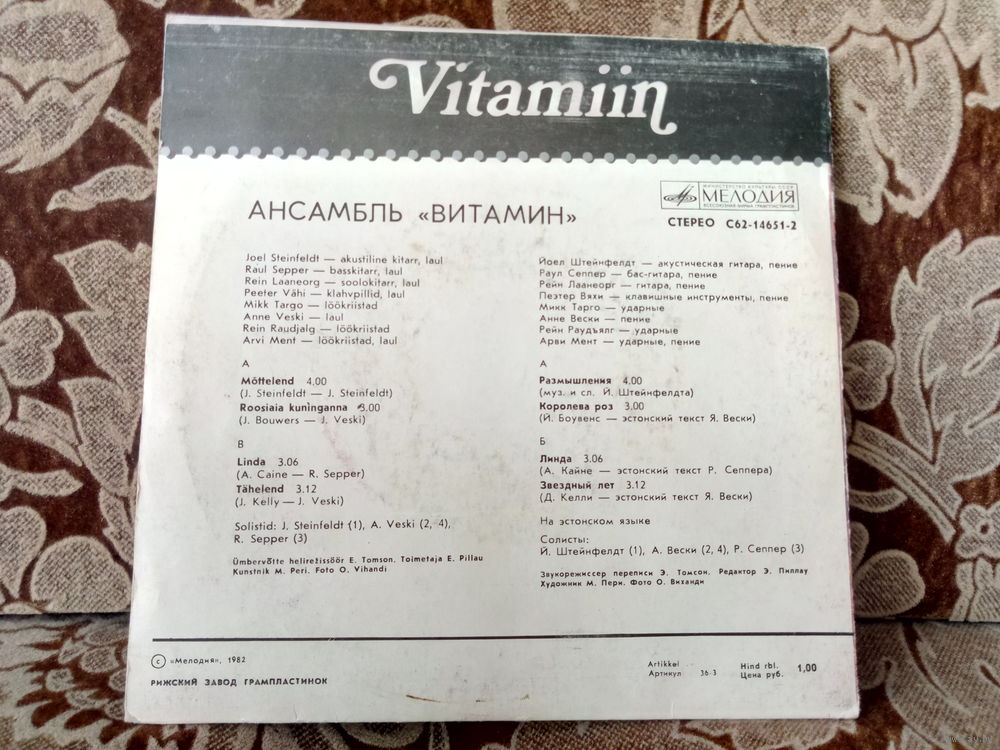 Vitamiin
МИНИСТЕРСТВО КУЛЬТУРЫ СССР
МЕЛОДИЯ
ВСЕСОЮЗНАЯ ФИРМА ГРАМПЛАСТИНОК
АНСАМБЛЬ «ВИТАМИН»
СТЕРЕО С62-14651-2
Joel Steinfeldt — akustiline kitarr, laul
Raul Sepper — basskitarr, laul
Rein Laaneorg — soolokitarr, laul
Peeter Vähi — klahvpillid, laul
Mikk Targo — löökriistad
Anne Veski — laul
Rein Raudjalg — löökriistad
Arvi Ment — löökriistad, laul
A
Mõttelend 4.00
(J. Steinfeldt — J. Steinfeldt)
Roosiaia kuninganna 3.00
(J. Bouwers — J. Veski)
B
Linda 3.06
(A. Caine — R. Sepper)
Tähelend 3.12
(J. Kelly — J. Veski)
Solistid: J. Steinfeldt (1), A. Veski (2, 4),
R. Sepper (3)
Ümbervõtte helirežissöör E. Tomson. Toimetaja E. Pillau
Kunstnik M. Peri. Foto O. Vihandi
Йоел Штейнфелдт — акустическая гитара, пение
Раул Сеппер — бас-гитара, пение
Рейн Лаанеорг — гитара, пение
Пеэтер Вяхи — клавишные инструменты, пение
Микк Тарго — ударные
Анне Вески — пение
Рейн Раудъялг — ударные
Арви Мент — ударные, пение
А
Размышления 4.00
(муз. и сл. Й. Штейнфелдта)
Королева роз 3.00
(Й. Боувенс — эстонский текст Я. Вески)
Б
Линда 3.06
(А. Кайне — эстонский текст Р. Сеппера)
Звездный лет 3.12
(Д. Келли — эстонский текст Я. Вески)
На эстонском языке
Солисты:
Й. Штейнфелдт (1), А. Вески (2, 4), Р. Сеппер (3)
Звукорежиссер переписи Э. Томсон. Редактор Э. Пиллау
Художник М. Пери. Фото О. Виханди
© «Мелодия», 1982
РИЖСКИЙ ЗАВОД ГРАМПЛАСТИНОК
Artikkel
Артикул 36-3
Hind rbl.
Цена руб. 1,00